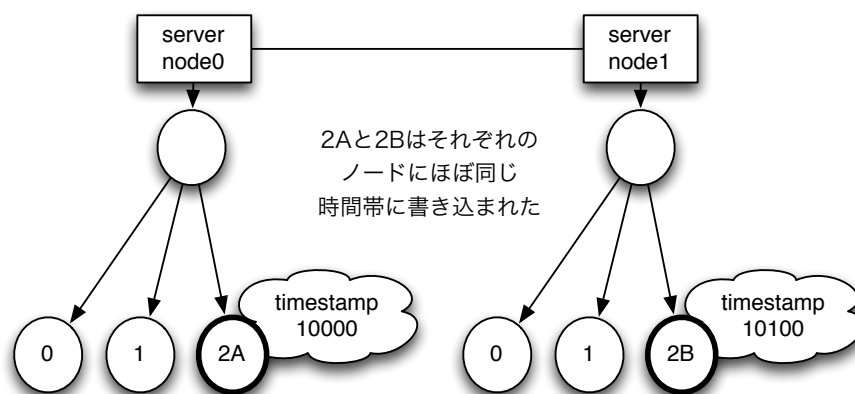 server
node0
server
node1
2Aと2Bはそれぞれの
ノードにほぼ同じ
時間帯に書き込まれた
timestamp
10000
timestamp
10100
0
1
2A
0
1
2B